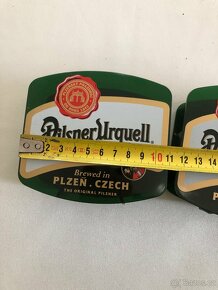 Pilsner Urquell
2 3 4 5 6 7 8 9 10 11 12 13 14
Brewed in
PLZEŇ . CZECH
THE ORIGINAL PILSNER